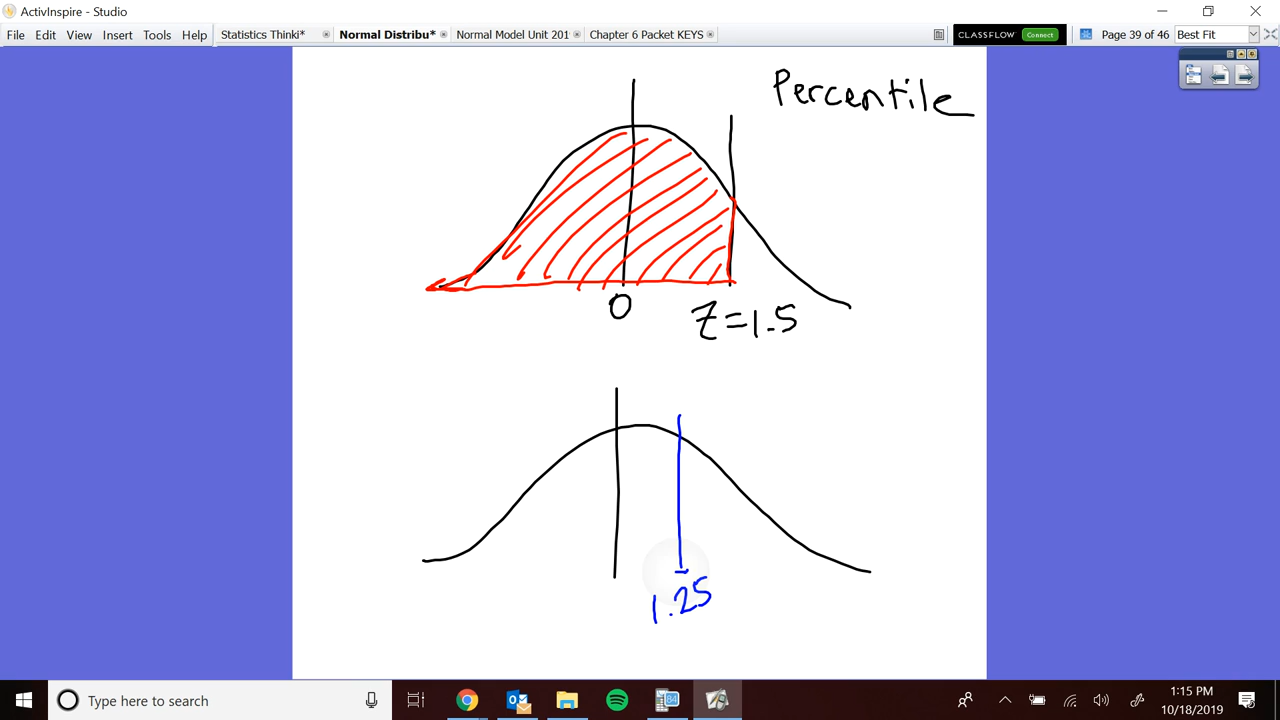 ActivInspire - Studio
File Edit View Insert Tools Help
Statistics Thinki* Normal Distribu* Normal Model Unit 201 Chapter 6 Packet KEYS
CLASSFLOW Connect
Page 39 of 46
Best Fit
Percentile
0
Z=1.5
1.25
Type here to search
84
1:15 PM
10/18/2019